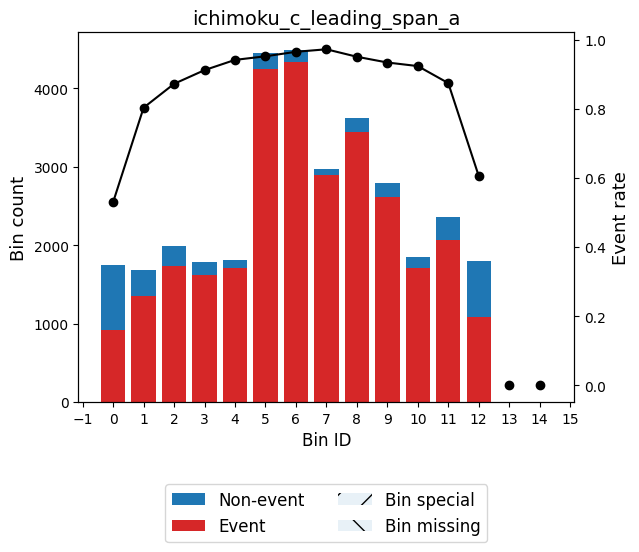 ichimoku_c_leading_span_a
Bin count
4000
3000
2000
1000
0
1.0
0.8
0.6
0.4
0.2
0.0
Event rate
−1 0 1 2 3 4 5 6 7 8 9 10 11 12 13 14 15
Bin ID
Non-event
Event
Bin special
Bin missing